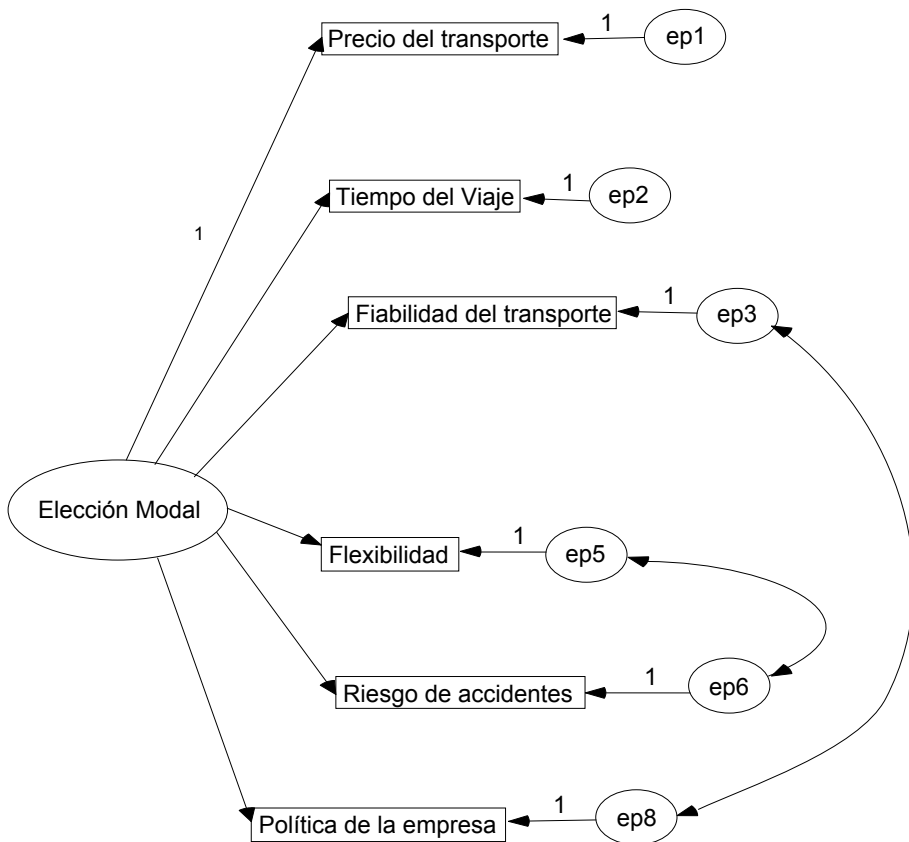 1
Precio del transporte
ep1
1
Tiempo del Viaje
ep2
1
1
Fiabilidad del transporte
ep3
Elección Modal
1
Flexibilidad
ep5
1
Riesgo de accidentes
ep6
1
Política de la empresa
ep8